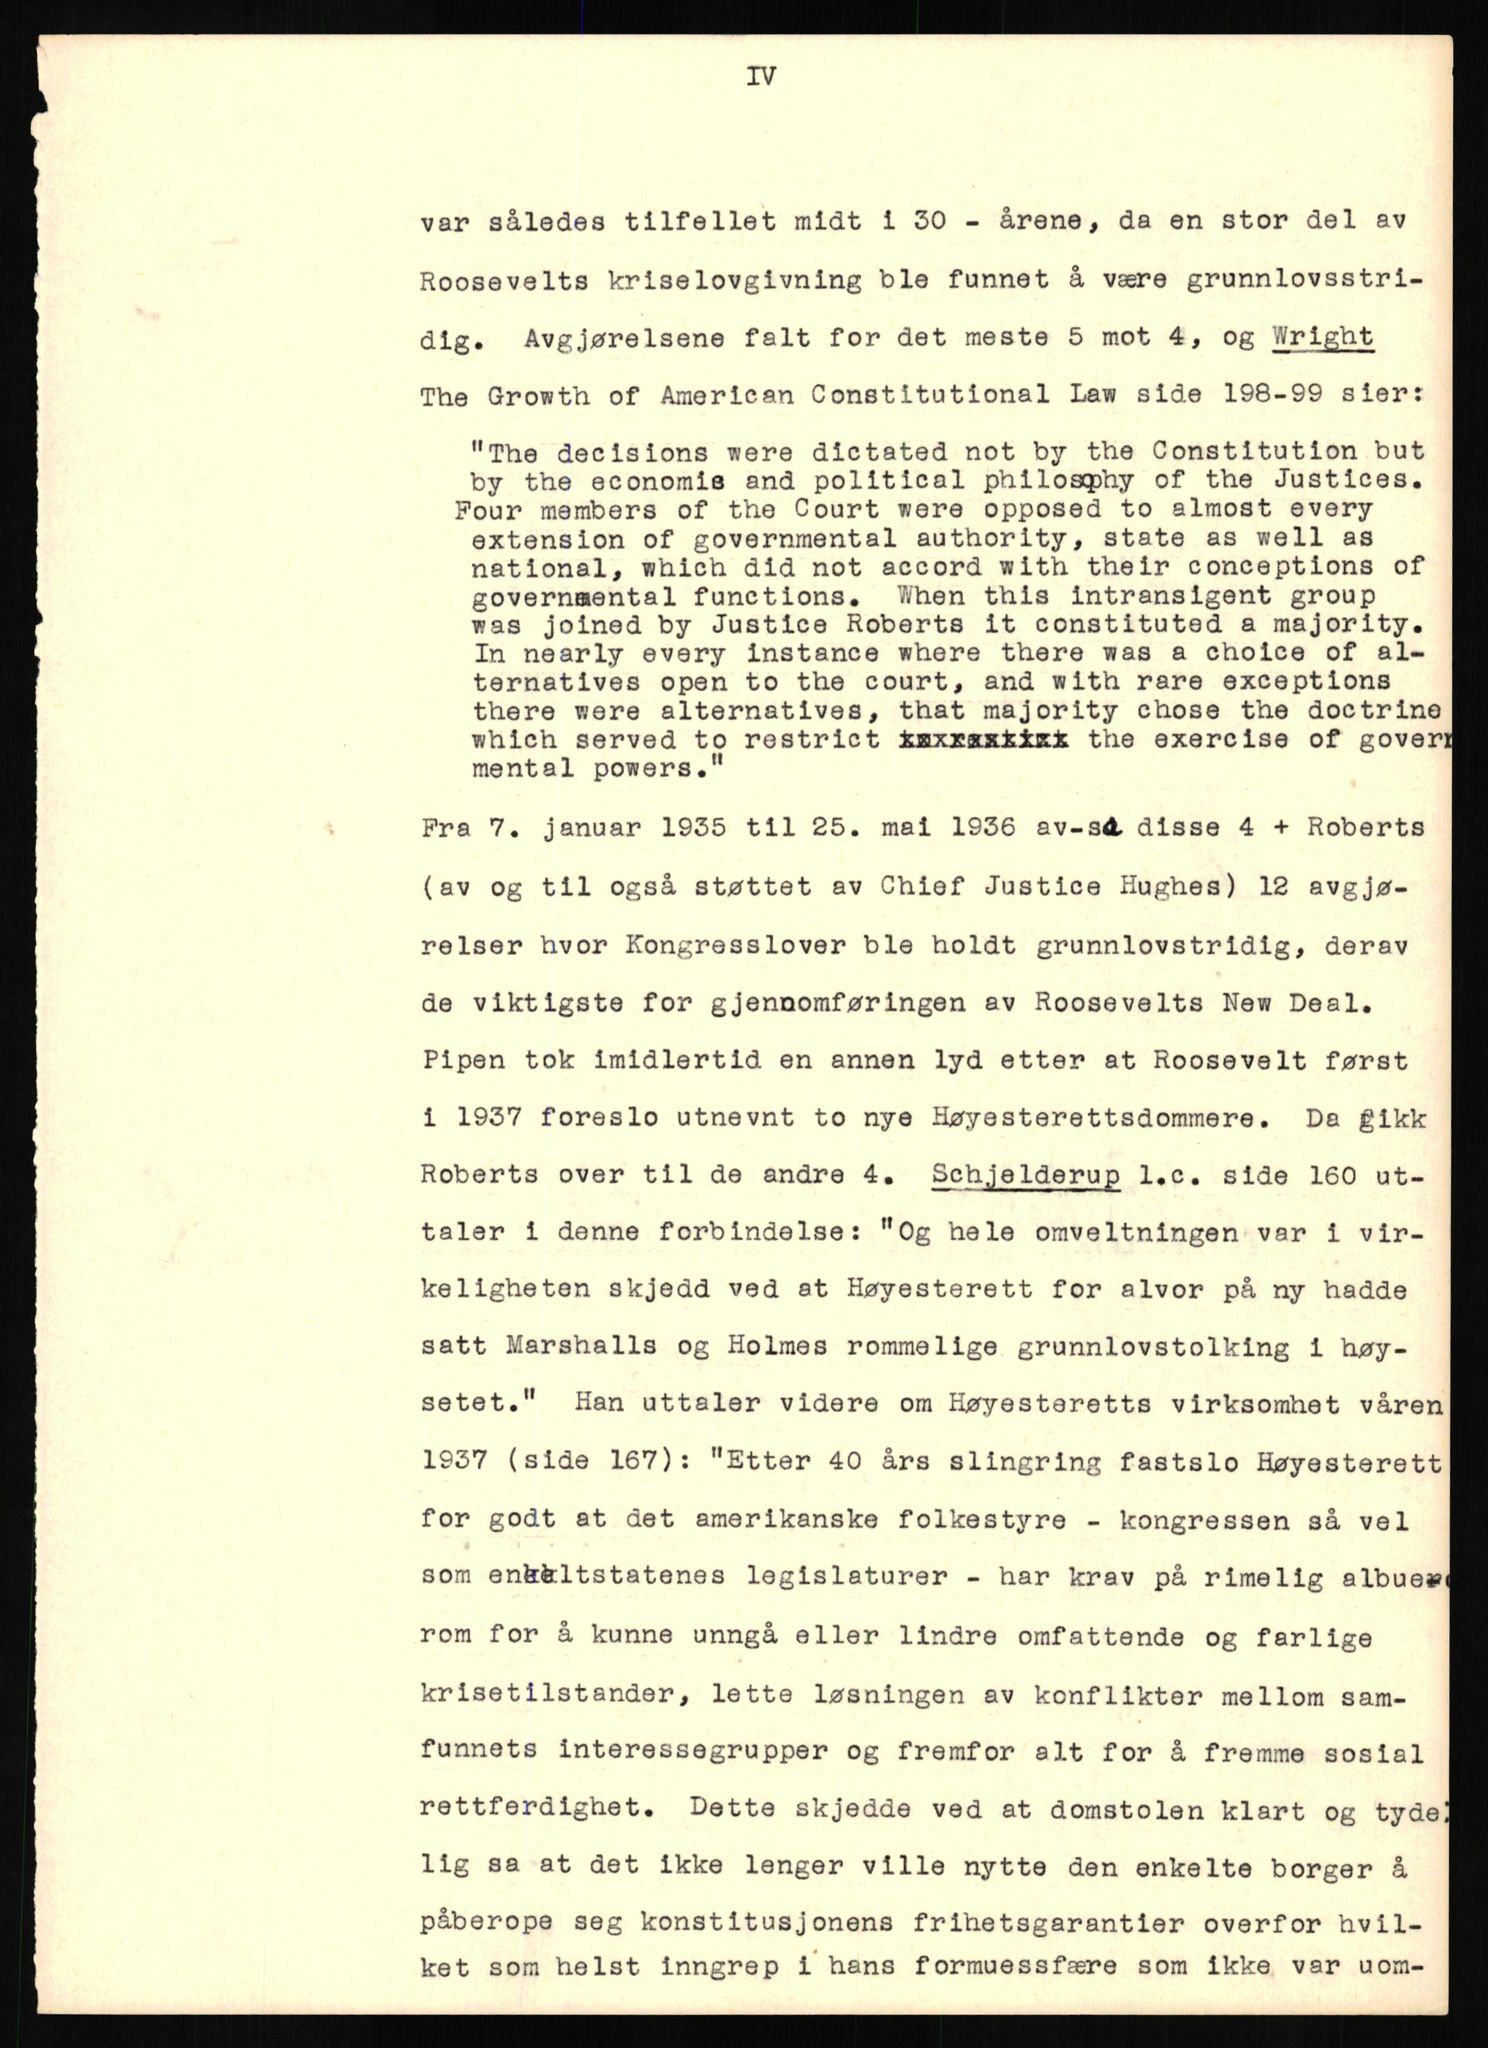 IV
var således tilfellet midt i 30 - årene, da en stor del av
Roosevelts kriselovgivning ble funnet å være grunnlovsstri-
dig. Avgjørelsene falt for det meste 5 mot 4, og Wright
The Growth of American Constitutional Law side 198-99 sier:
"The decisions were dictated not by the Constitution but
by the economic and political philosophy of the Justices.
Four members of the Court were opposed to almost every
extension of governmental authority, state as well as
national, which did not accord with their conceptions of
governmental functions. When this intransigent group
was joined by Justice Roberts it constituted a majority.
In nearly every instance where there was a choice of al-
ternatives open to the court, and with rare exceptions
there were alternatives, that majority chose the doctrine
which served to restrict the exercise of govern
mental powers."
Fra 7. januar 1935 til 25. mai 1936 av-sa disse 4 + Roberts
(av og til også støttet av Chief Justice Hughes) 12 avgjø-
relser hvor Kongresslover ble holdt grunnlovstridig, derav
de viktigste for gjennomføringen av Roosevelts New Deal.
Pipen tok imidlertid en annen lyd etter at Roosevelt først
i 1937 foreslo utnevnt to nye Høyesterettsdommere. Da gikk
Roberts over til de andre 4. Schjelderup l.c. side 160 ut-
taler i denne forbindelse: "Og hele omveltningen var i vir-
keligheten skjedd ved at Høyesterett for alvor på ny hadde
satt Marshalls og Holmes rommelige grunnlovstolking i høy-
setet." Han uttaler videre om Høyesteretts virksomhet våren
1937 (side 167): "Etter 40 års slingring fastslo Høyesterett
for godt at det amerikanske folkestyre - kongressen så vel
som enkeltstatenes legislaturer - har krav på rimelig albue
rom for å kunne unngå eller lindre omfattende og farlige
krisetilstander, lette løsningen av konflikter mellom sam-
funnets interessegrupper og fremfor alt for å fremme sosial
rettferdighet. Dette skjedde ved at domstolen klart og tyde
lig sa at det ikke lenger ville nytte den enkelte borger å
påberope seg konstitusjonens frihetsgarantier overfor hvil-
ket som helst inngrep i hans formuessfære som ikke var uom-